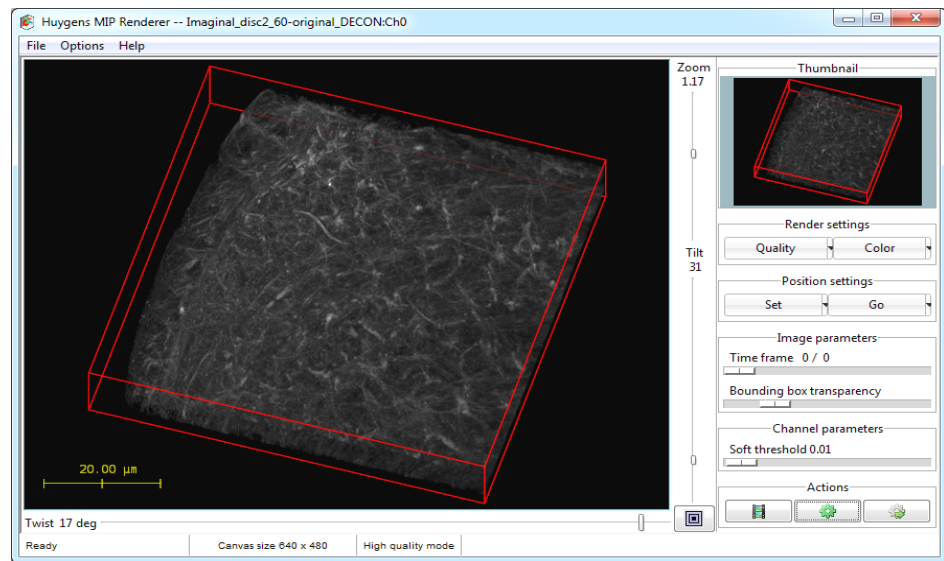 Huygens MIP Renderer -- Imaginal_disc2_60-original_DECON:Ch0
File Options Help
Zoom
1.17
Thumbnail
Render settings
Quality Color
Tilt
31
Position settings
Set Go
Image parameters
Time frame 0 / 0
Bounding box transparency
Channel parameters
Soft threshold 0.01
20.00 μm
Actions
Twist 17 deg
Ready Canvas size 640 x 480 High quality mode